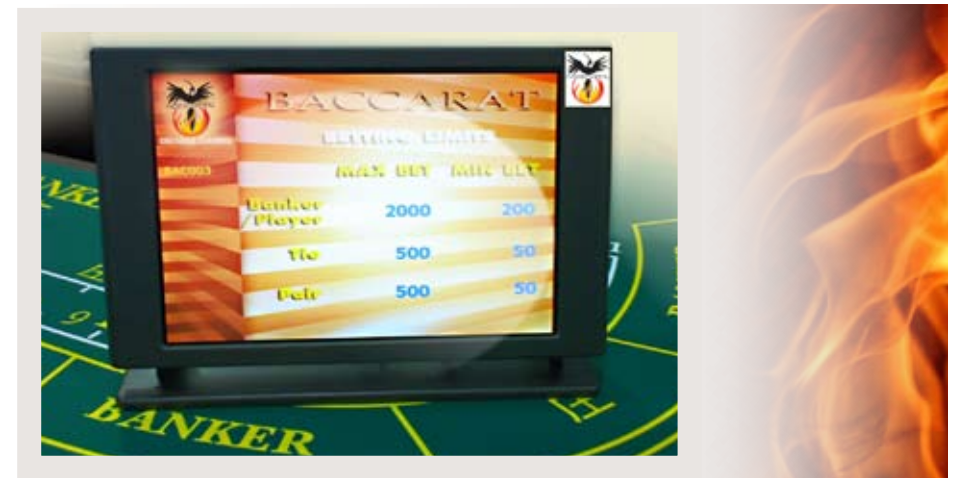 BACCARAT
BETTING LIMITS
BAC003
MAX BET MIN BET
Banker
/Player 2000 200
Tie 500 50
Pair 500 50
BANKER